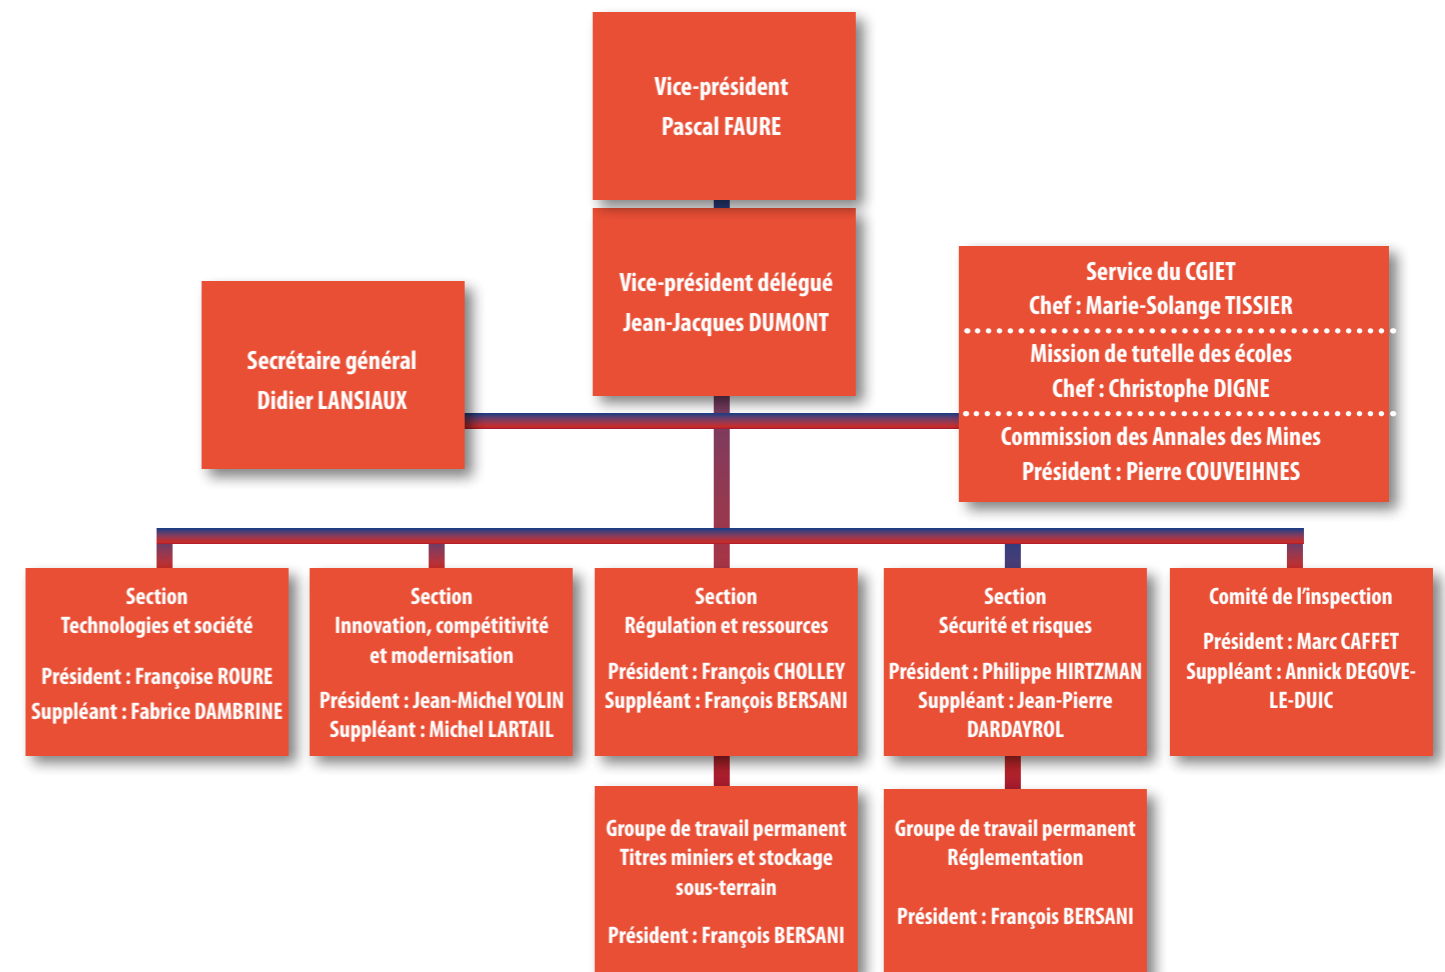 Vice-président
Pascal FAURE
Vice-président délégué
Jean-Jacques DUMONT
Secrétaire général
Didier LANSIAUX
Service du CGIET
Chef : Marie-Solange TISSIER
Mission de tutelle des écoles
Chef : Christophe DIGNE
Commission des Annales des Mines
Président : Pierre COUVEIHNES
Section
Technologies et société
Président : Françoise ROURE
Suppléant : Fabrice DAMBRINE
Section
Innovation, compétitivité
et modernisation
Président : Jean-Michel YOLIN
Suppléant : Michel LARTAIL
Section
Régulation et ressources
Président : François CHOLLEY
Suppléant : François BERSANI
Section
Sécurité et risques
Président : Philippe HIRTZMAN
Suppléant : Jean-Pierre
DARDAYROL
Comité de l'inspection
Président : Marc CAFFET
Suppléant : Annick DEGOVE-
LE-DUIC
Groupe de travail permanent
Titres miniers et stockage
sous-terrain
Président : François BERSANI
Groupe de travail permanent
Réglementation
Président : François BERSANI